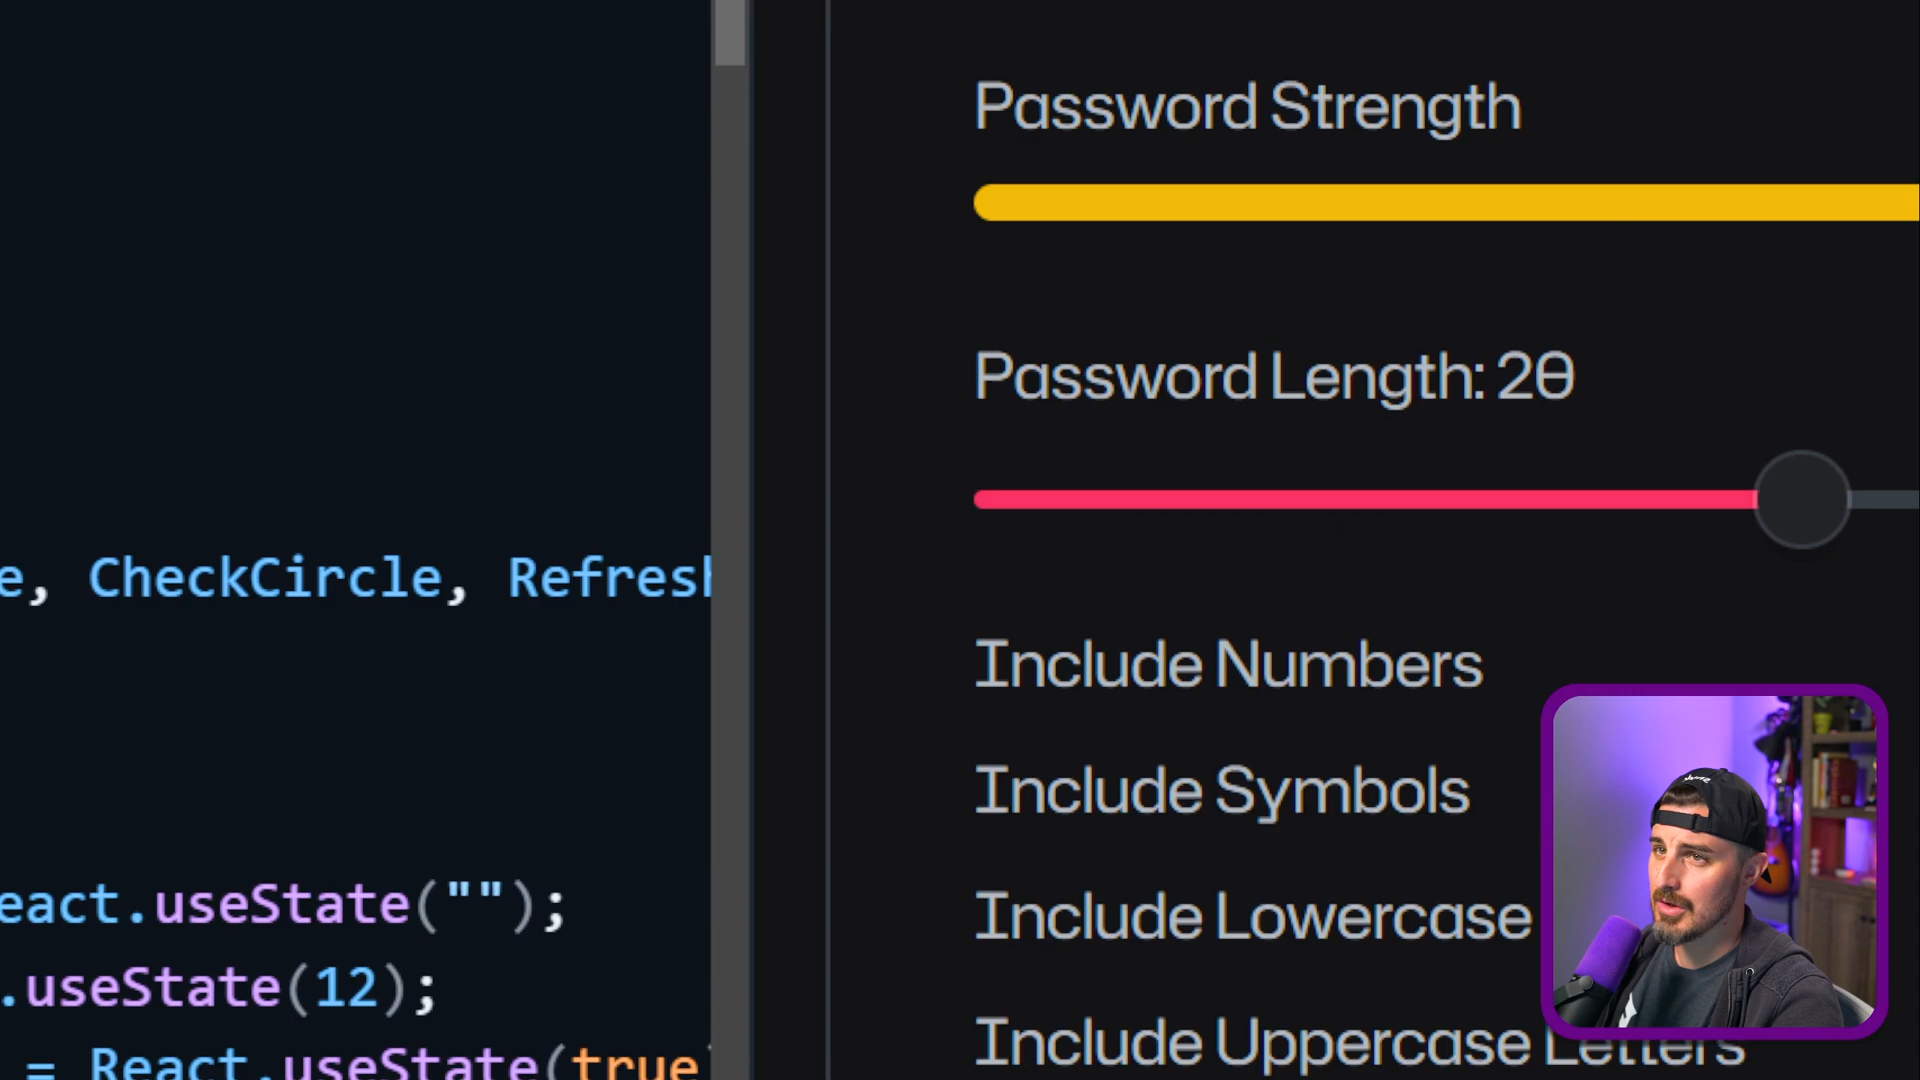 e, CheckCircle, Refresh
eact.useState("");
.useState(12);
= React.useState(true
Password Strength
Password Length: 20
Include Numbers
Include Symbols
Include Lowercase
Include Uppercase Letters